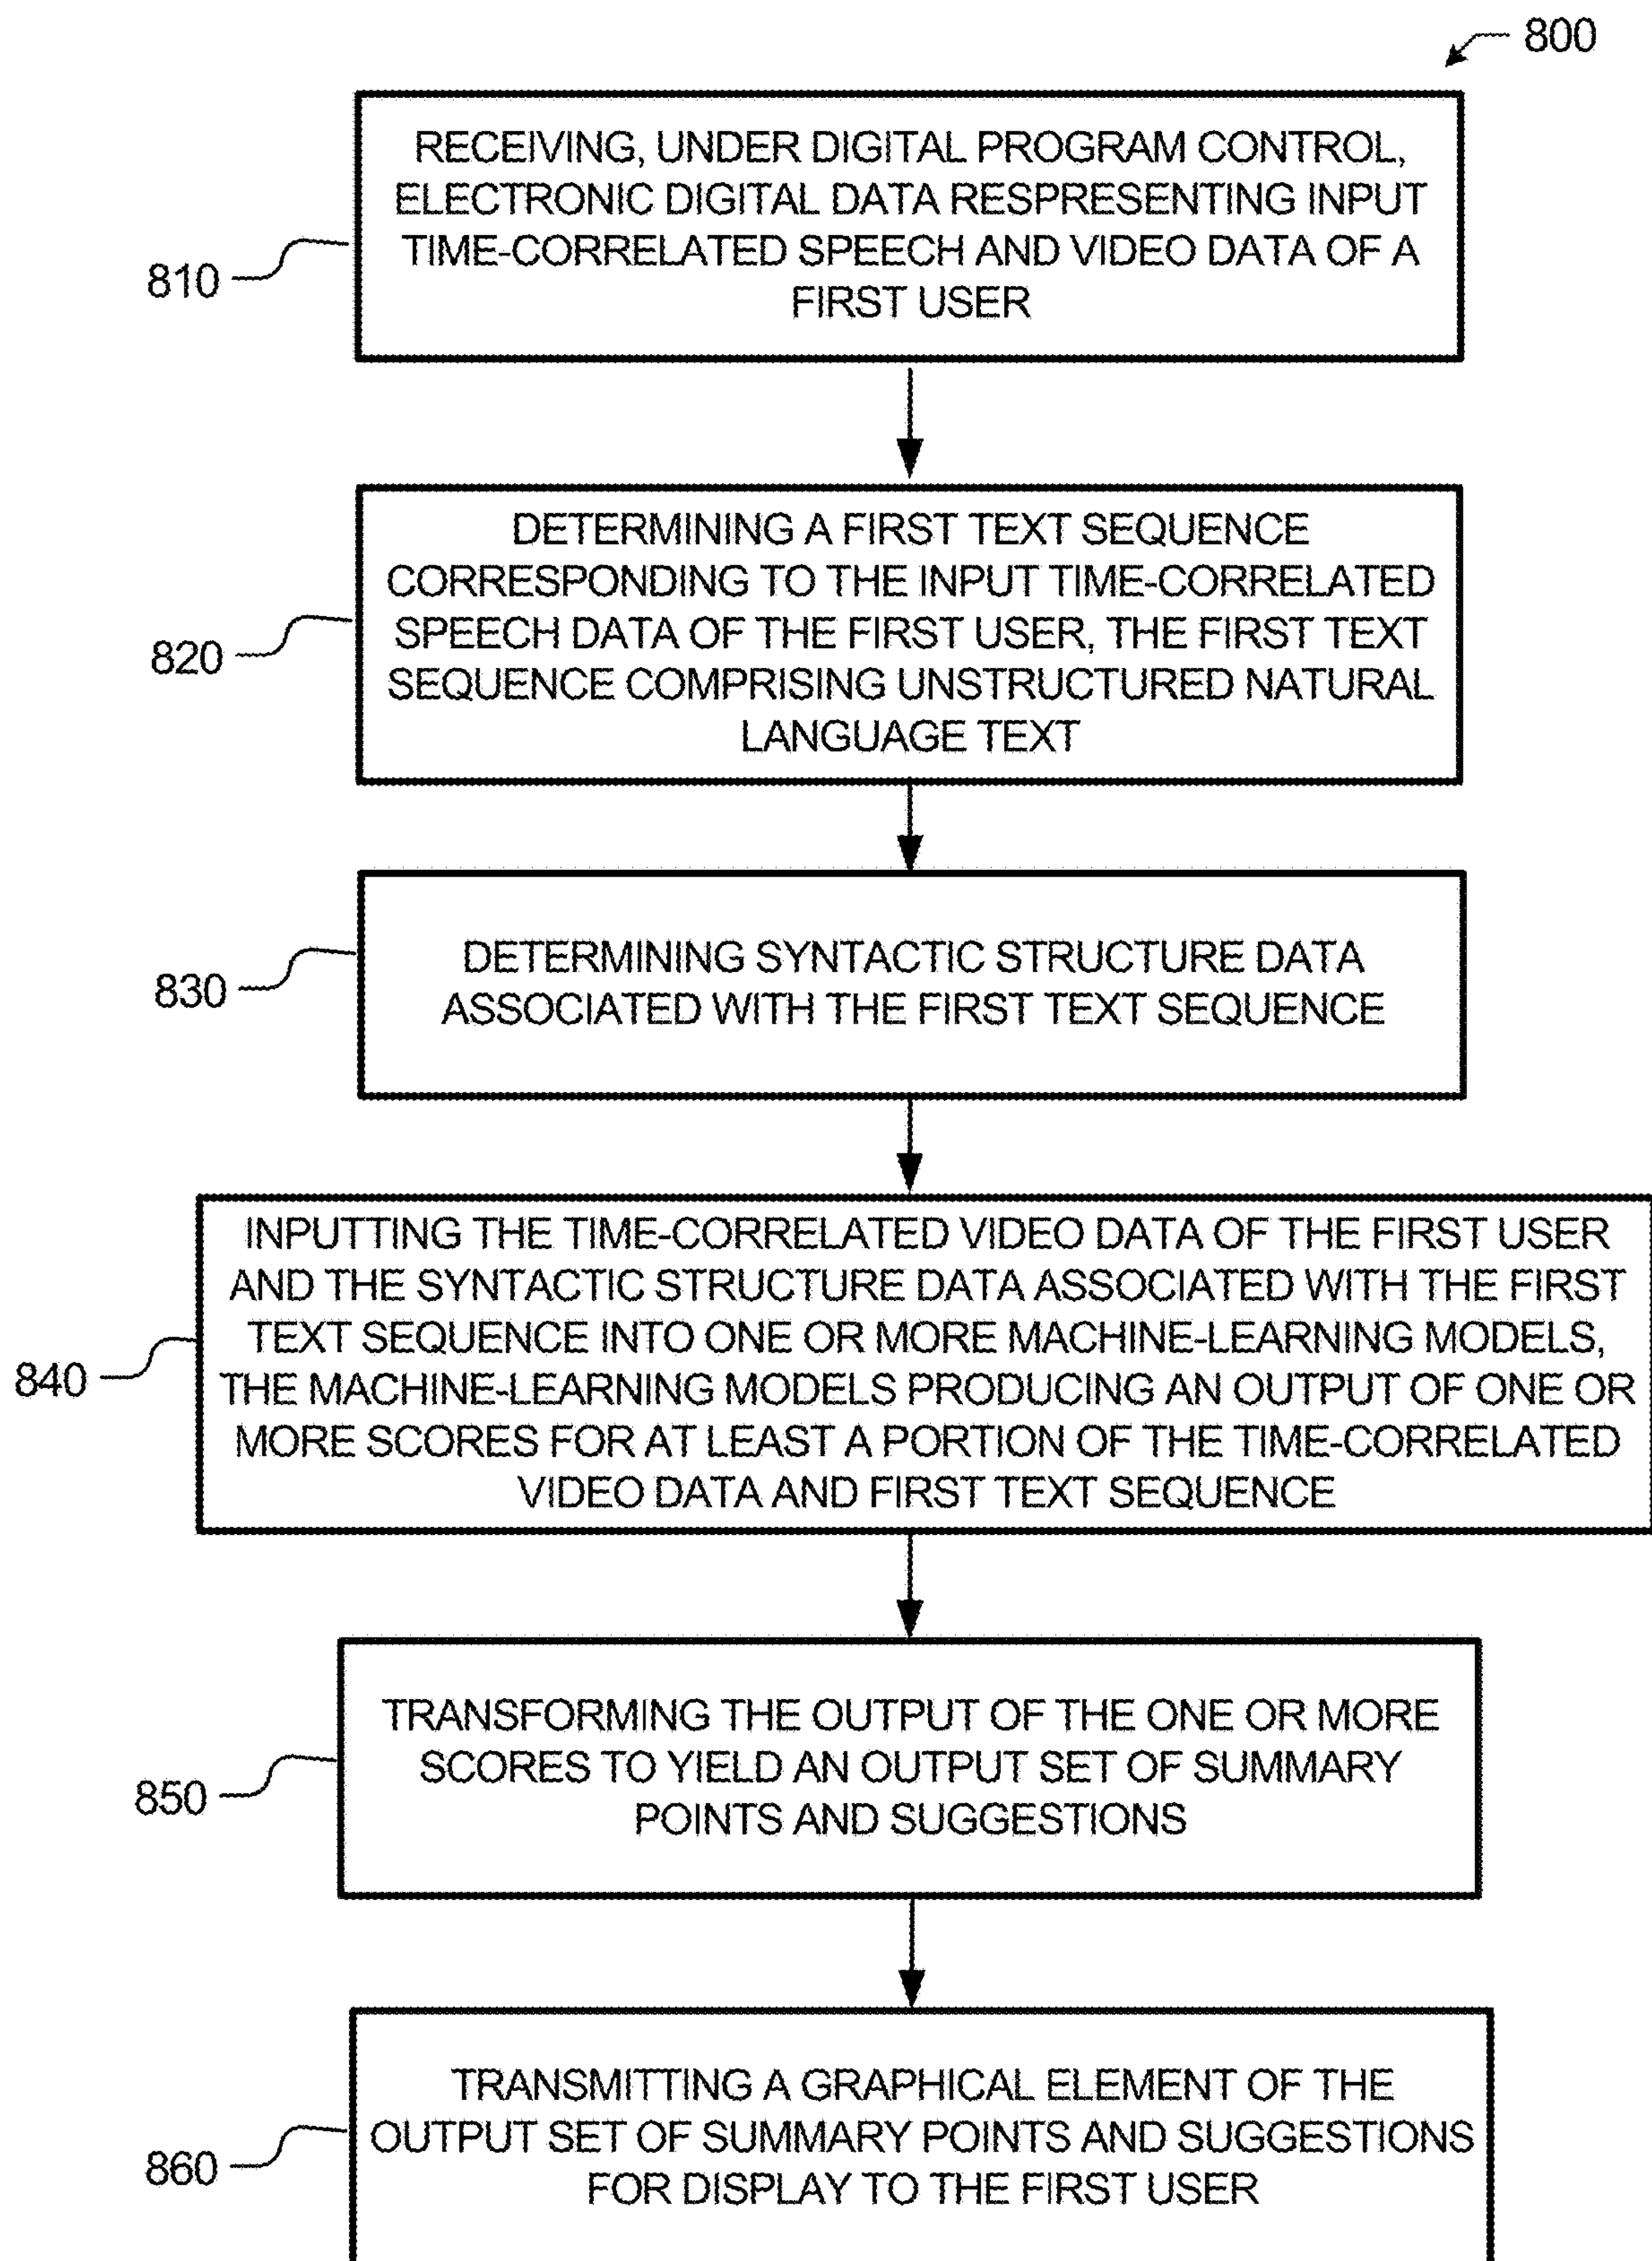 800
RECEIVING, UNDER DIGITAL PROGRAM CONTROL,
ELECTRONIC DIGITAL DATA RESPRESENTING INPUT
TIME-CORRELATED SPEECH AND VIDEO DATA OF A
FIRST USER
810
DETERMINING A FIRST TEXT SEQUENCE
CORRESPONDING TO THE INPUT TIME-CORRELATED
SPEECH DATA OF THE FIRST USER, THE FIRST TEXT
SEQUENCE COMPRISING UNSTRUCTURED NATURAL
LANGUAGE TEXT
820
DETERMINING SYNTACTIC STRUCTURE DATA
ASSOCIATED WITH THE FIRST TEXT SEQUENCE
830
INPUTTING THE TIME-CORRELATED VIDEO DATA OF THE FIRST USER
AND THE SYNTACTIC STRUCTURE DATA ASSOCIATED WITH THE FIRST
TEXT SEQUENCE INTO ONE OR MORE MACHINE-LEARNING MODELS,
THE MACHINE-LEARNING MODELS PRODUCING AN OUTPUT OF ONE OR
MORE SCORES FOR AT LEAST A PORTION OF THE TIME-CORRELATED
VIDEO DATA AND FIRST TEXT SEQUENCE
840
TRANSFORMING THE OUTPUT OF THE ONE OR MORE
SCORES TO YIELD AN OUTPUT SET OF SUMMARY
POINTS AND SUGGESTIONS
850
TRANSMITTING A GRAPHICAL ELEMENT OF THE
OUTPUT SET OF SUMMARY POINTS AND SUGGESTIONS
FOR DISPLAY TO THE FIRST USER
860